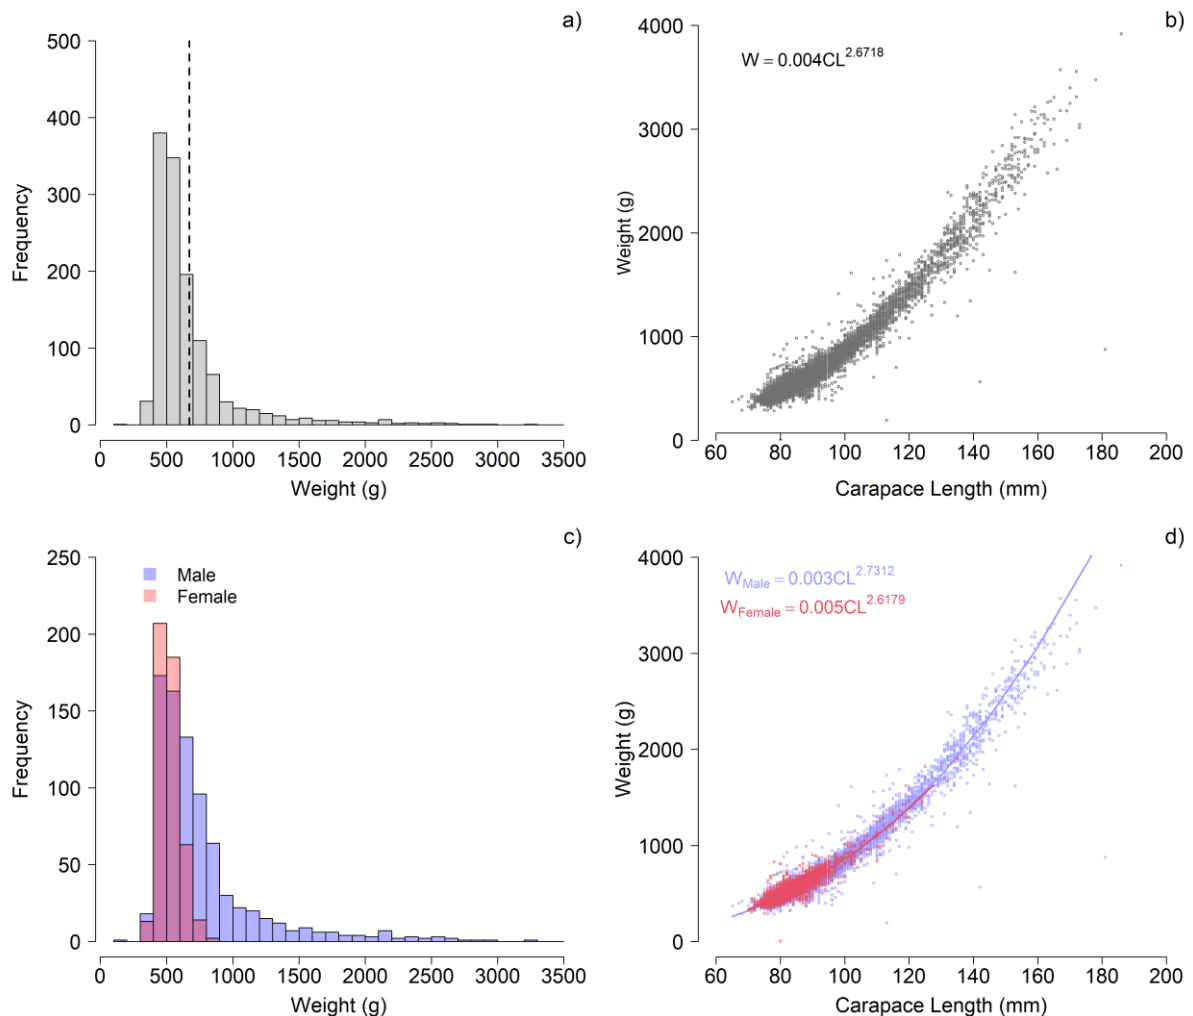 a)
500
400
300
200
100
0
Frequency
0 500 1000 1500 2000 2500 3000 3500
Weight (g)
b)
W = 0.004CL^2.6718
4000
3000
2000
1000
0
Weight (g)
60 80 100 120 140 160 180 200
Carapace Length (mm)
c)
Male
Female
250
200
150
100
50
0
Frequency
0 500 1000 1500 2000 2500 3000 3500
Weight (g)
d)
W_Male = 0.003CL^2.7312
W_Female = 0.005CL^2.6179
4000
3000
2000
1000
0
Weight (g)
60 80 100 120 140 160 180 200
Carapace Length (mm)